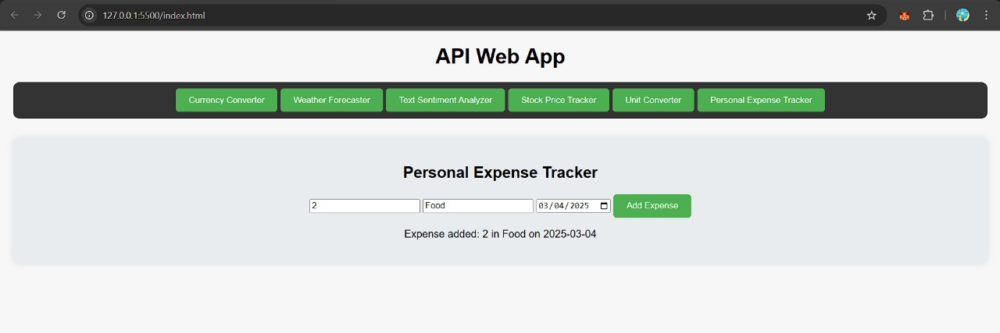 127.0.0.1:5500/index.html
API Web App
Currency Converter Weather Forecaster Text Sentiment Analyzer Stock Price Tracker Unit Converter Personal Expense Tracker
Personal Expense Tracker
2 Food 03/04/2025 Add Expense
Expense added: 2 in Food on 2025-03-04